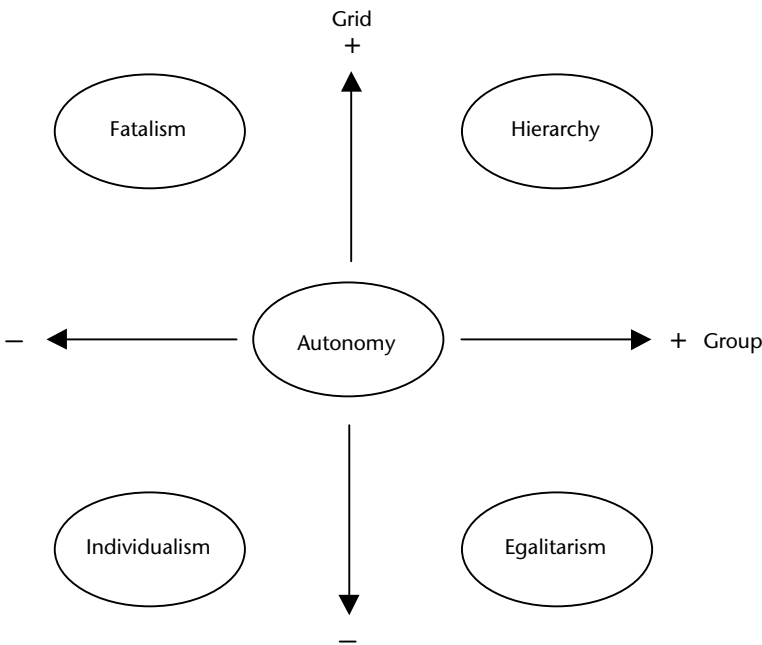 Grid
+
Fatalism
Hierarchy
Autonomy
–
+ Group
Individualism
Egalitarism
–